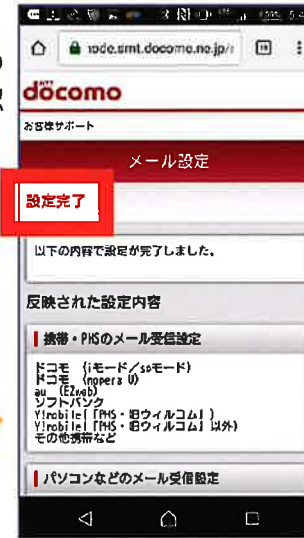 spmode.smt.docomo.ne.jp/
döcomo
お客様サポート
メール設定
設定完了
以下の内容で設定が完了しました。
反映された設定内容
携帯・PHSのメール受信設定
ドコモ (iモード/spモード)
ドコモ (mopera U)
au (EZweb)
ソフトバンク
Y!mobile(「PHS・旧ウィルコム」)
Y!mobile(「PHS・旧ウィルコム」以外)
その他携帯など
パソコンなどのメール受信設定